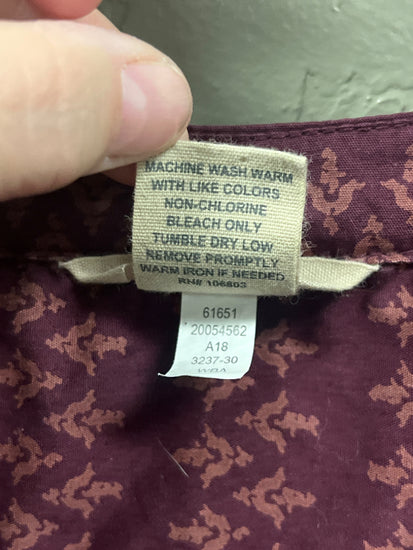 MACHINE WASH WARM
WITH LIKE COLORS
NON-CHLORINE
BLEACH ONLY
TUMBLE DRY LOW
REMOVE PROMPTLY
WARM IRON IF NEEDED
RN# 106803
61651
20054562
A18
3237-30
WBA